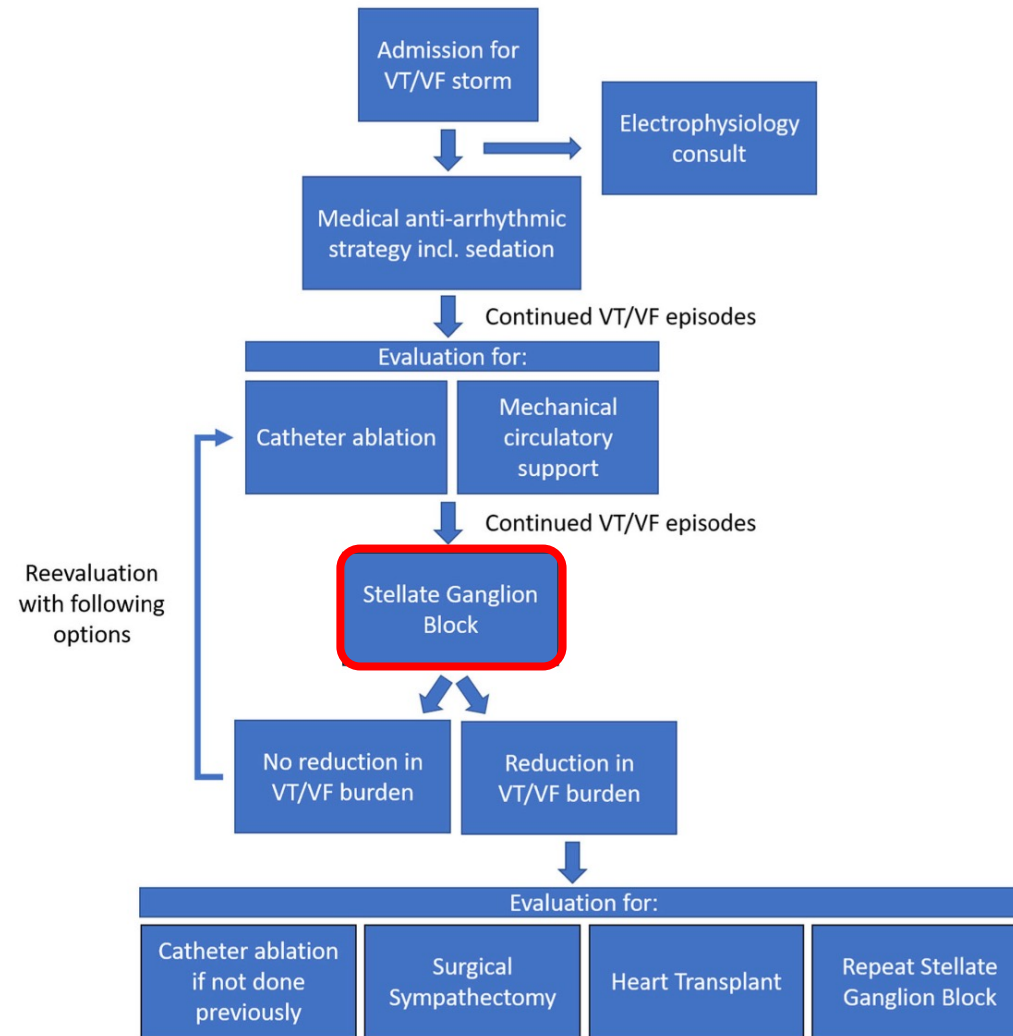 Admission for
VT/VF storm
Electrophysiology
consult
Medical anti-arrhythmic
strategy incl. sedation
Continued VT/VF episodes
Evaluation for:
Catheter ablation
Mechanical
circulatory
support
Continued VT/VF episodes
Reevaluation
with following
options
Stellate Ganglion
Block
No reduction in
VT/VF burden
Reduction in
VT/VF burden
Evaluation for:
Catheter ablation
if not done
previously
Surgical
Sympathectomy
Heart Transplant
Repeat Stellate
Ganglion Block